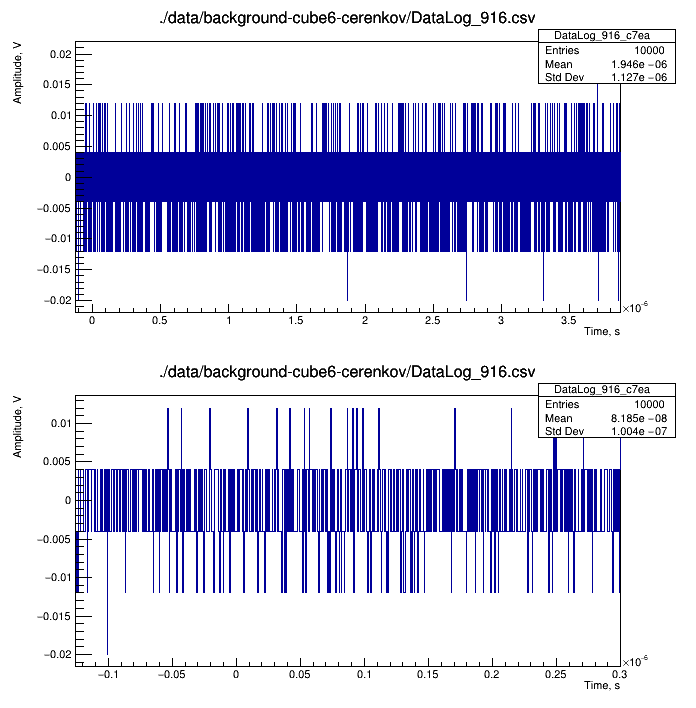 ./data/background-cube6-cerenkov/DataLog_916.csv
DataLog_916_c7ea
Entries 10000
Mean 1.946e −06
Std Dev 1.127e −06
Amplitude, V
0.02
0.015
0.01
0.005
0
−0.005
−0.01
−0.015
−0.02
0 0.5 1 1.5 2 2.5 3 3.5
×10⁻⁶
Time, s
./data/background-cube6-cerenkov/DataLog_916.csv
DataLog_916_c7ea
Entries 10000
Mean 8.185e −08
Std Dev 1.004e −07
Amplitude, V
0.01
0.005
0
−0.005
−0.01
−0.015
−0.02
−0.1 −0.05 0 0.05 0.1 0.15 0.2 0.25 0.3
×10⁻⁶
Time, s